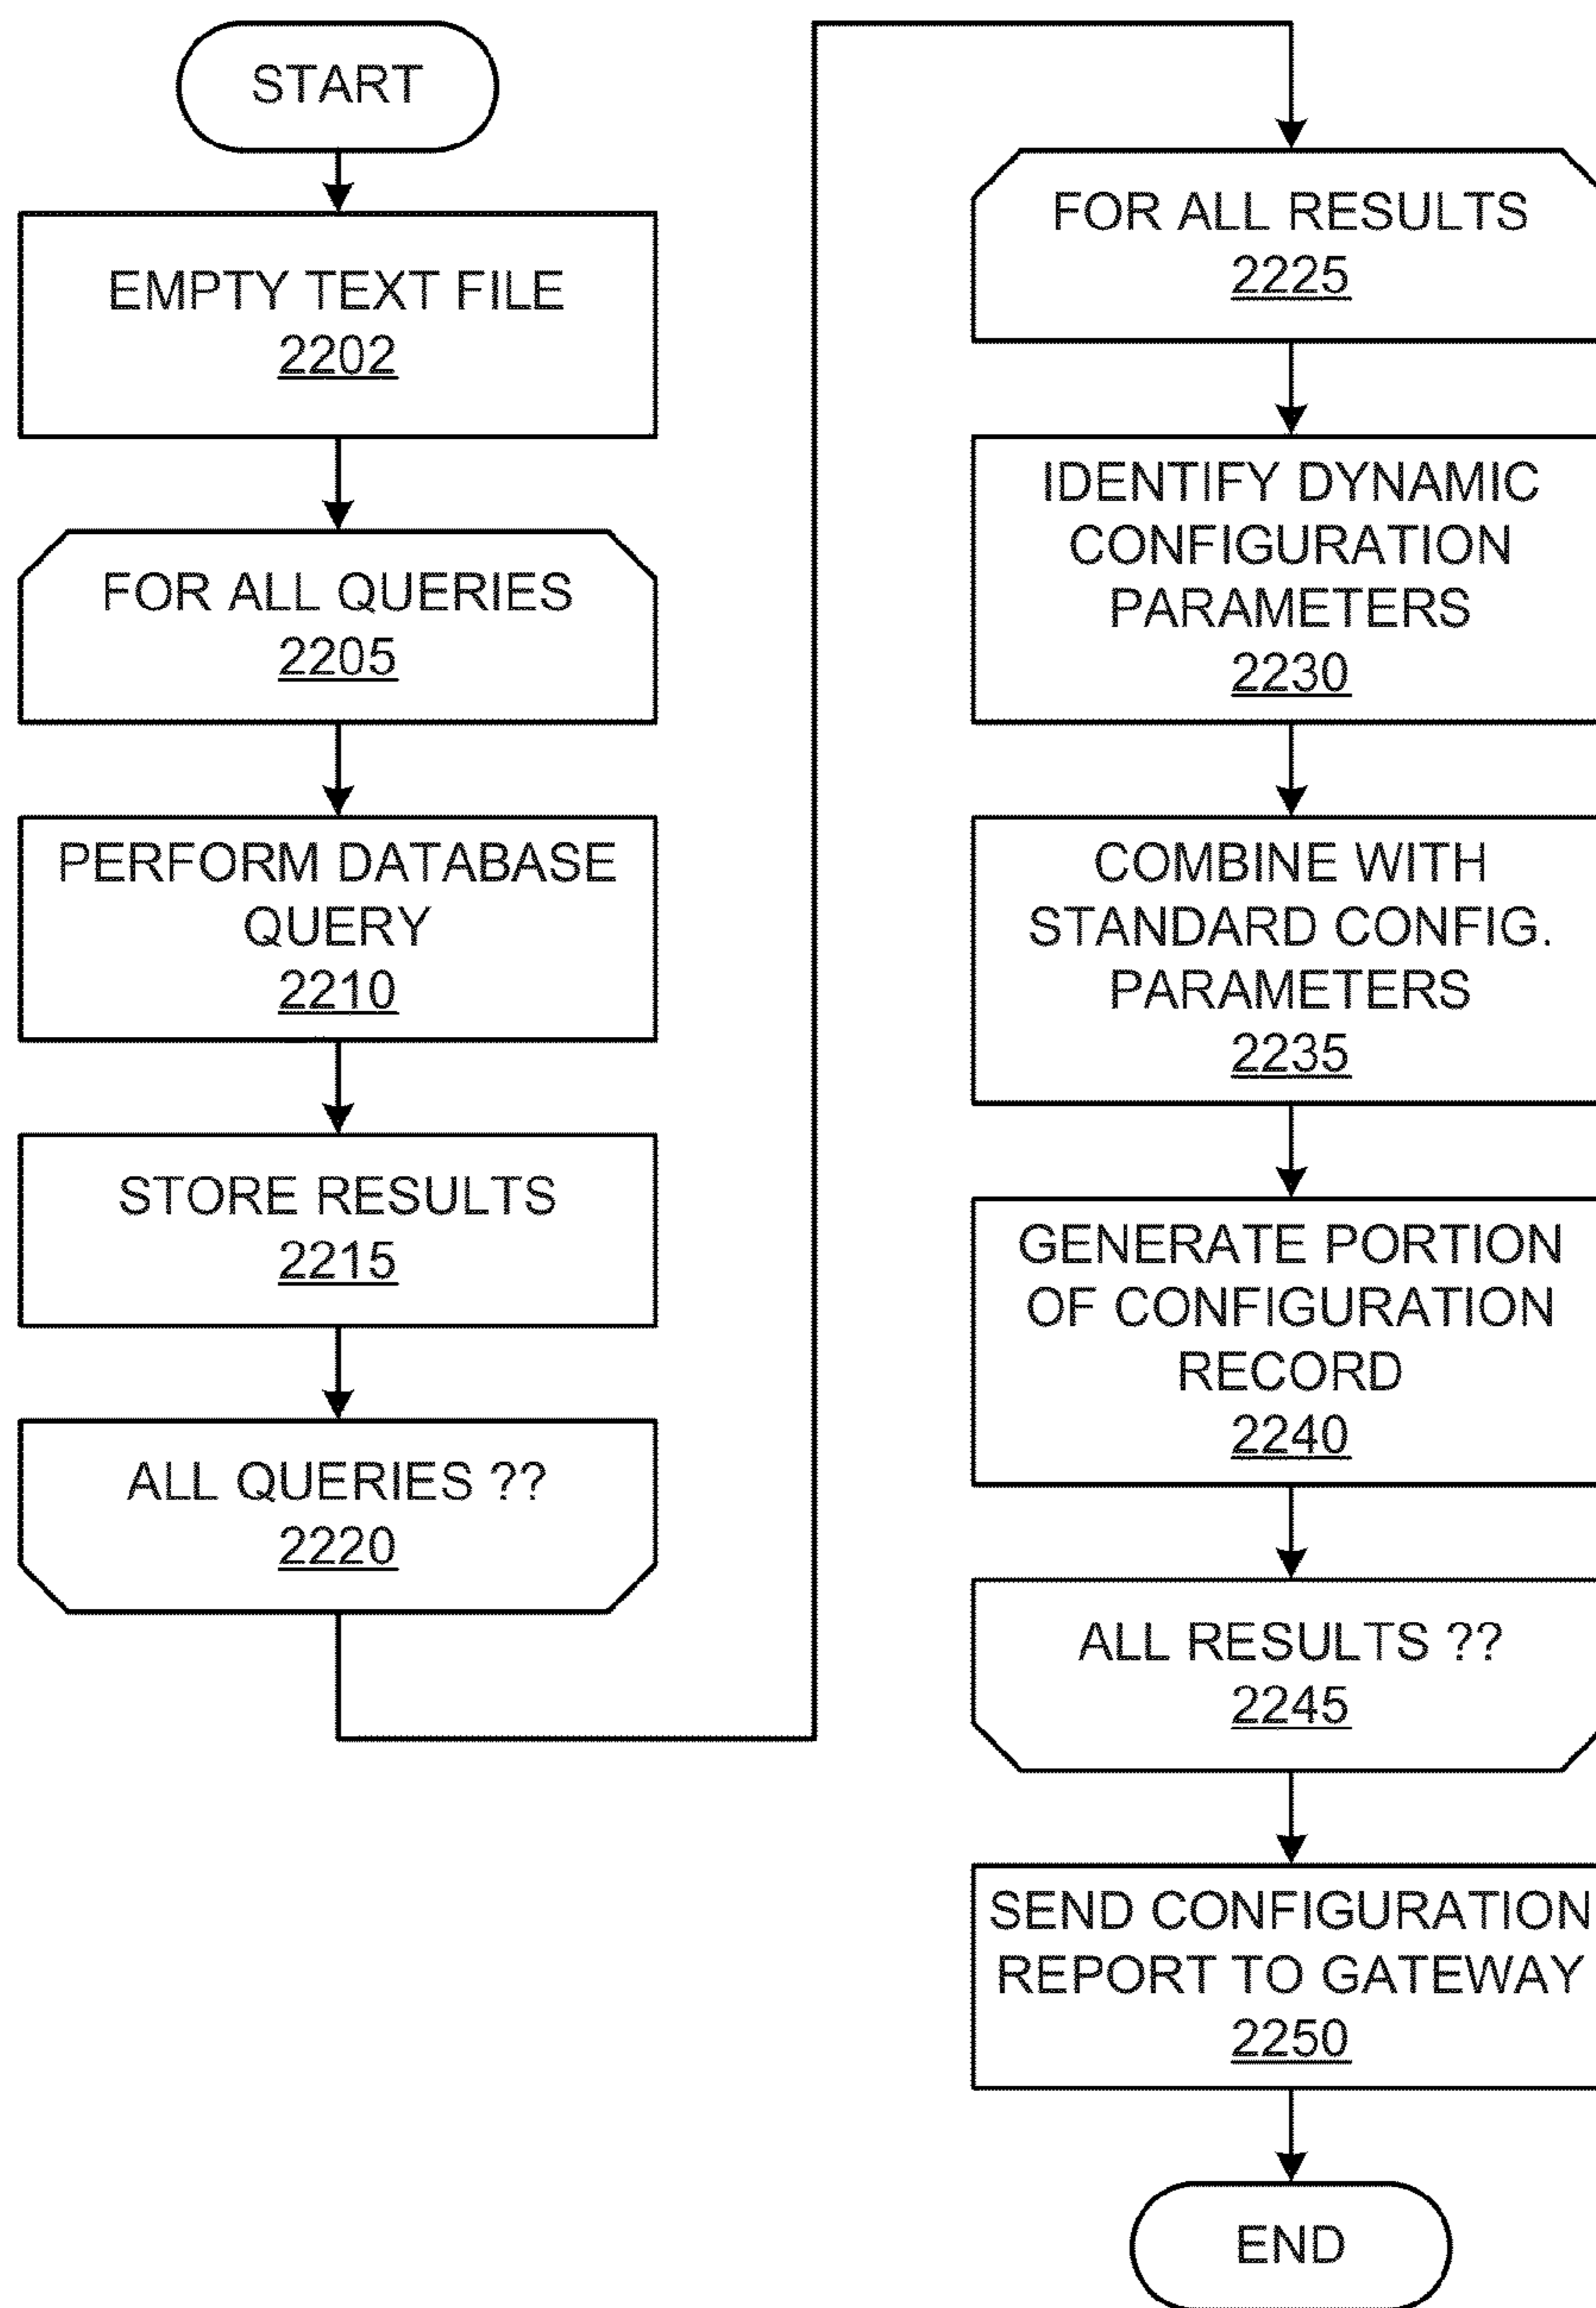 START
EMPTY TEXT FILE
2202
FOR ALL QUERIES
2205
PERFORM DATABASE
QUERY
2210
STORE RESULTS
2215
ALL QUERIES ??
2220
FOR ALL RESULTS
2225
IDENTIFY DYNAMIC
CONFIGURATION
PARAMETERS
2230
COMBINE WITH
STANDARD CONFIG.
PARAMETERS
2235
GENERATE PORTION
OF CONFIGURATION
RECORD
2240
ALL RESULTS ??
2245
SEND CONFIGURATION
REPORT TO GATEWAY
2250
END